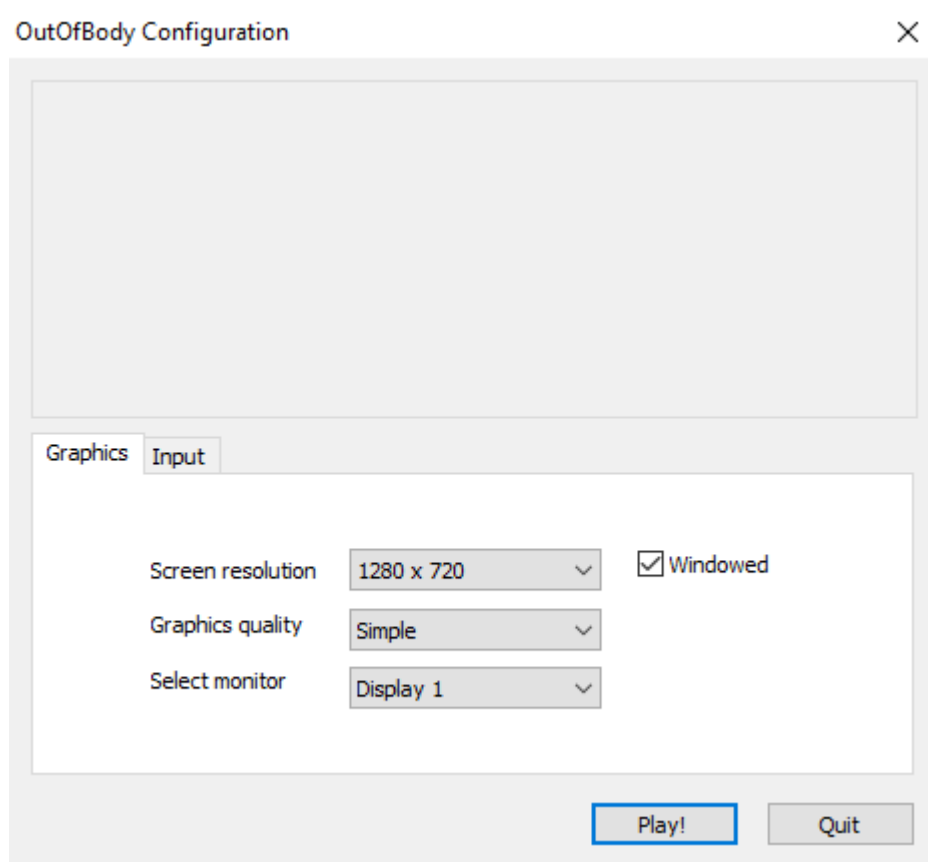 OutOfBody Configuration
Graphics
Input
Screen resolution
1280 x 720
Windowed
Graphics quality
Simple
Select monitor
Display 1
Play!
Quit